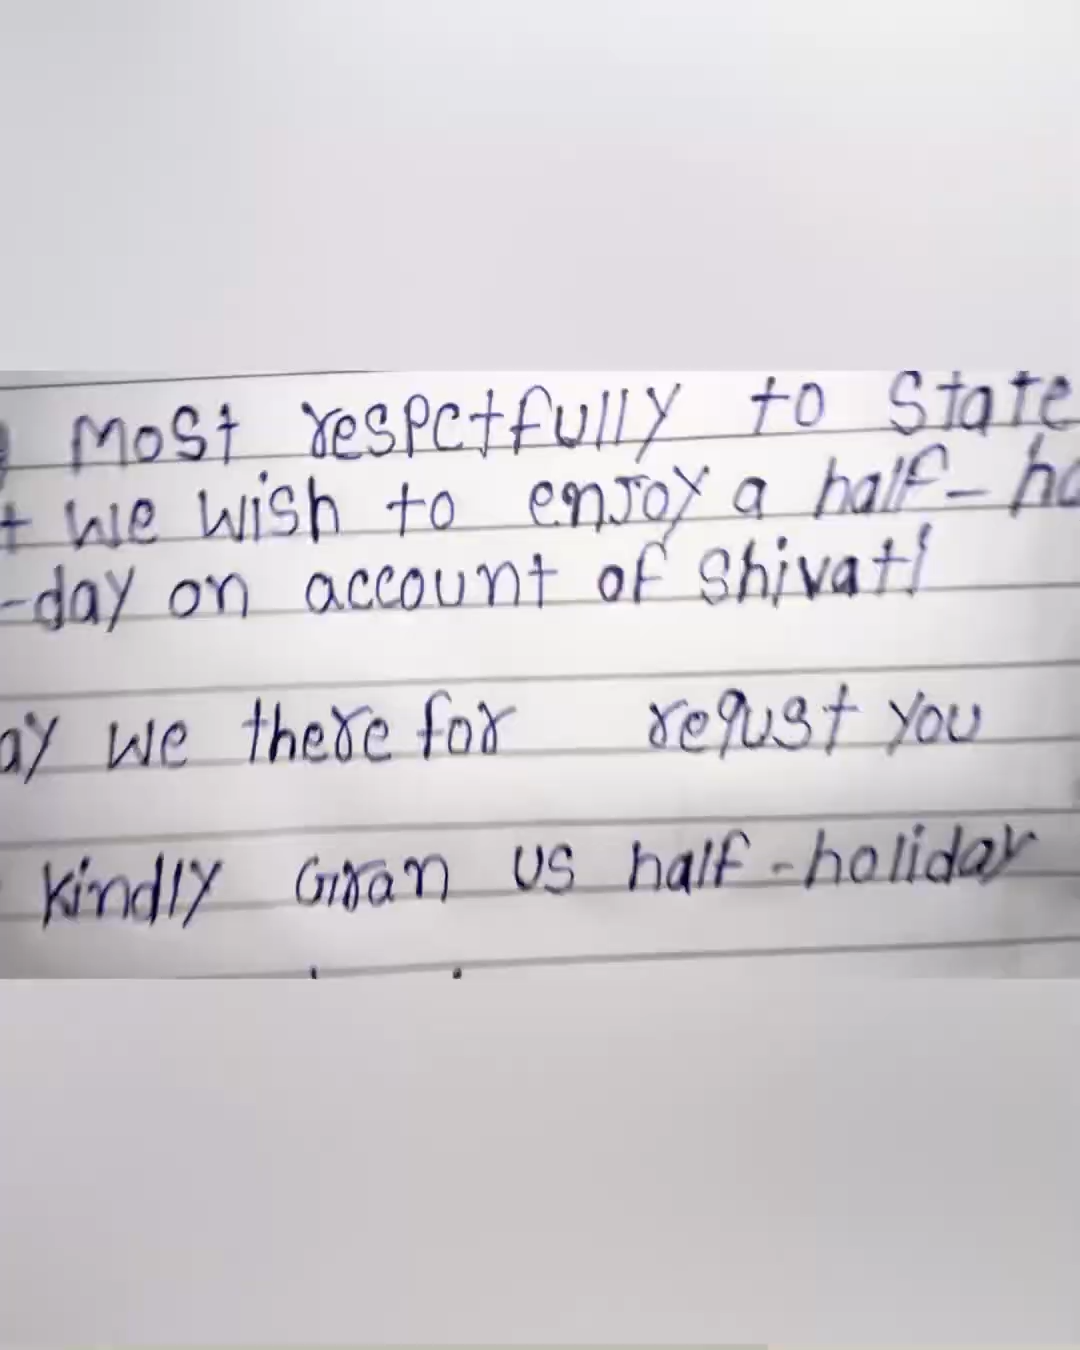 Most respctfully to State
we wish to enjoy a half-
-day on account of Shivati
we there for request you
Kindly Gran us half-holiday